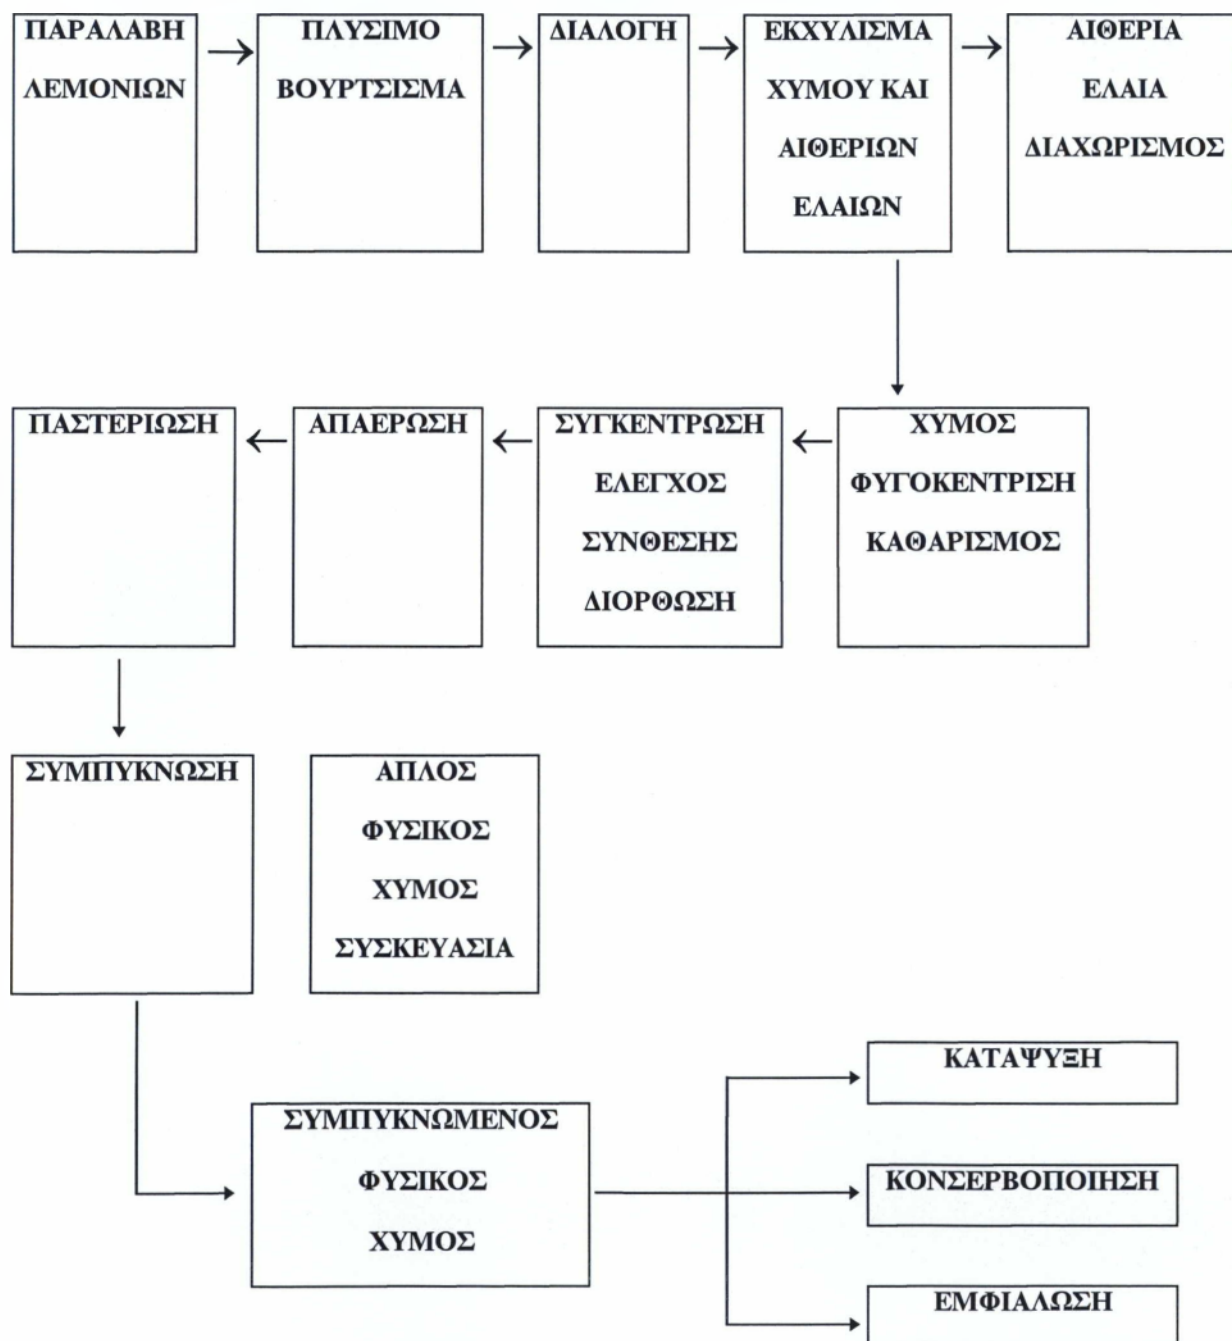 ΠΑΡΑΛΑΒΗ
ΛΕΜΟΝΙΩΝ
ΠΛΥΣΙΜΟ
ΒΟΥΡΤΣΙΣΜΑ
ΔΙΑΛΟΓΗ
ΕΚΧΥΛΙΣΜΑ
ΧΥΜΟΥ ΚΑΙ
ΑΙΘΕΡΙΩΝ
ΕΛΑΙΩΝ
ΑΙΘΕΡΙΑ
ΕΛΑΙΑ
ΔΙΑΧΩΡΙΣΜΟΣ
ΧΥΜΟΣ
ΦΥΓΟΚΕΝΤΡΙΣΗ
ΚΑΘΑΡΙΣΜΟΣ
ΣΥΓΚΕΝΤΡΩΣΗ
ΕΛΕΓΧΟΣ
ΣΥΝΘΕΣΗΣ
ΔΙΟΡΘΩΣΗ
ΑΠΑΕΡΩΣΗ
ΠΑΣΤΕΡΙΩΣΗ
ΣΥΜΠΥΚΝΩΣΗ
ΑΠΛΟΣ
ΦΥΣΙΚΟΣ
ΧΥΜΟΣ
ΣΥΣΚΕΥΑΣΙΑ
ΣΥΜΠΥΚΝΩΜΕΝΟΣ
ΦΥΣΙΚΟΣ
ΧΥΜΟΣ
ΚΑΤΑΨΥΞΗ
ΚΟΝΣΕΡΒΟΠΟΙΗΣΗ
ΕΜΦΙΑΛΩΣΗ